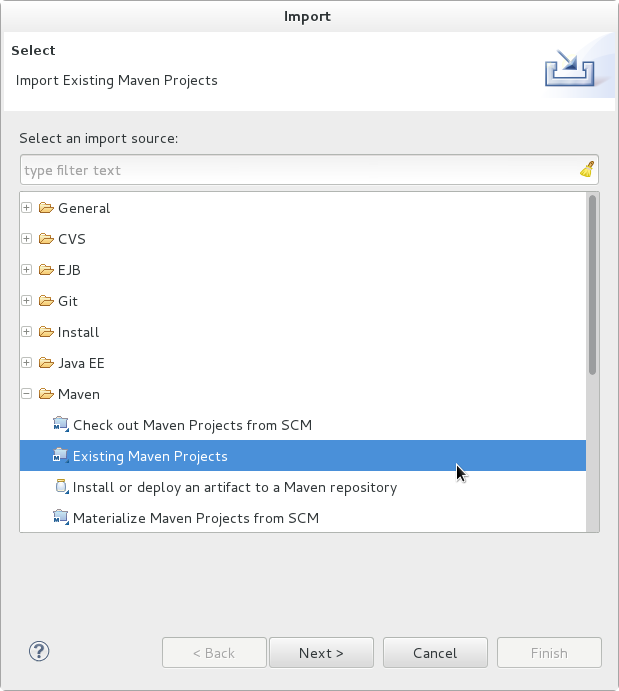 Import
Select
Import Existing Maven Projects
Select an import source:
type filter text
General
CVS
EJB
Git
Install
Java EE
Maven
Check out Maven Projects from SCM
Existing Maven Projects
Install or deploy an artifact to a Maven repository
Materialize Maven Projects from SCM
? < Back Next > Cancel Finish